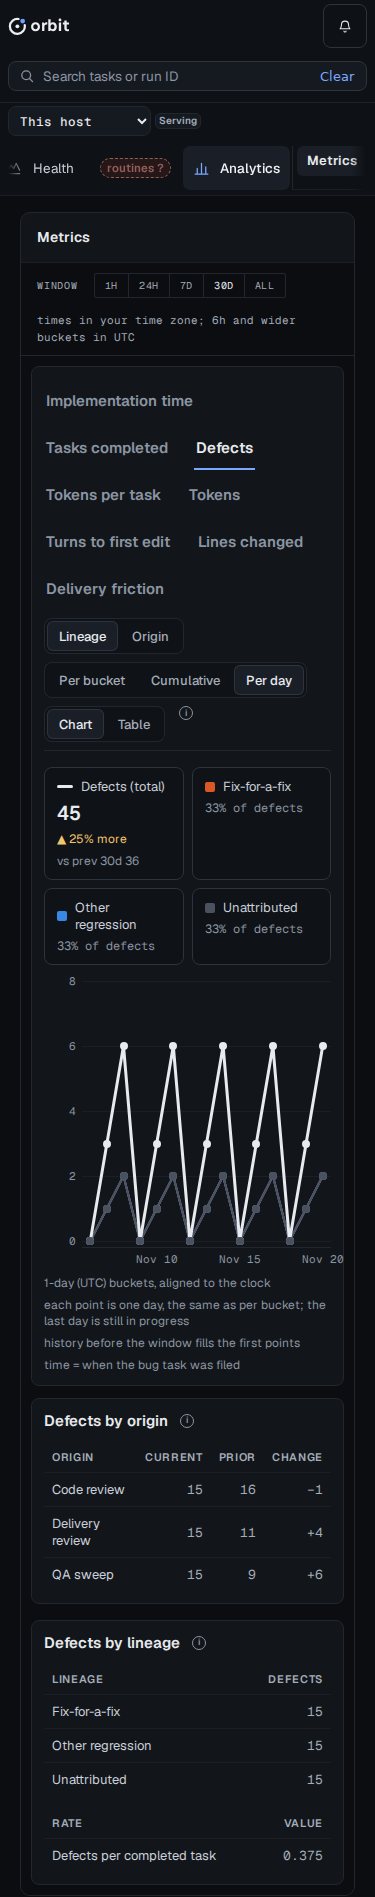 orbit
Search tasks or run ID Clear
This host Serving
Health routines ? Analytics Metrics
Metrics
WINDOW 1H 24H 7D 30D ALL
times in your time zone; 6h and wider
buckets in UTC
Implementation time
Tasks completed Defects
Tokens per task Tokens
Turns to first edit Lines changed
Delivery friction
Lineage Origin
Per bucket Cumulative Per day
Chart Table
Defects (total)
45
▲ 25% more
vs prev 30d 36
Fix-for-a-fix
33% of defects
Other
regression
33% of defects
Unattributed
33% of defects
8
6
4
2
0
Nov 10 Nov 15 Nov 20
1-day (UTC) buckets, aligned to the clock
each point is one day, the same as per bucket; the
last day is still in progress
history before the window fills the first points
time = when the bug task was filed
Defects by origin
ORIGIN CURRENT PRIOR CHANGE
Code review 15 16 −1
Delivery
review 15 11 +4
QA sweep 15 9 +6
Defects by lineage
LINEAGE DEFECTS
Fix-for-a-fix 15
Other regression 15
Unattributed 15
RATE VALUE
Defects per completed task 0.375